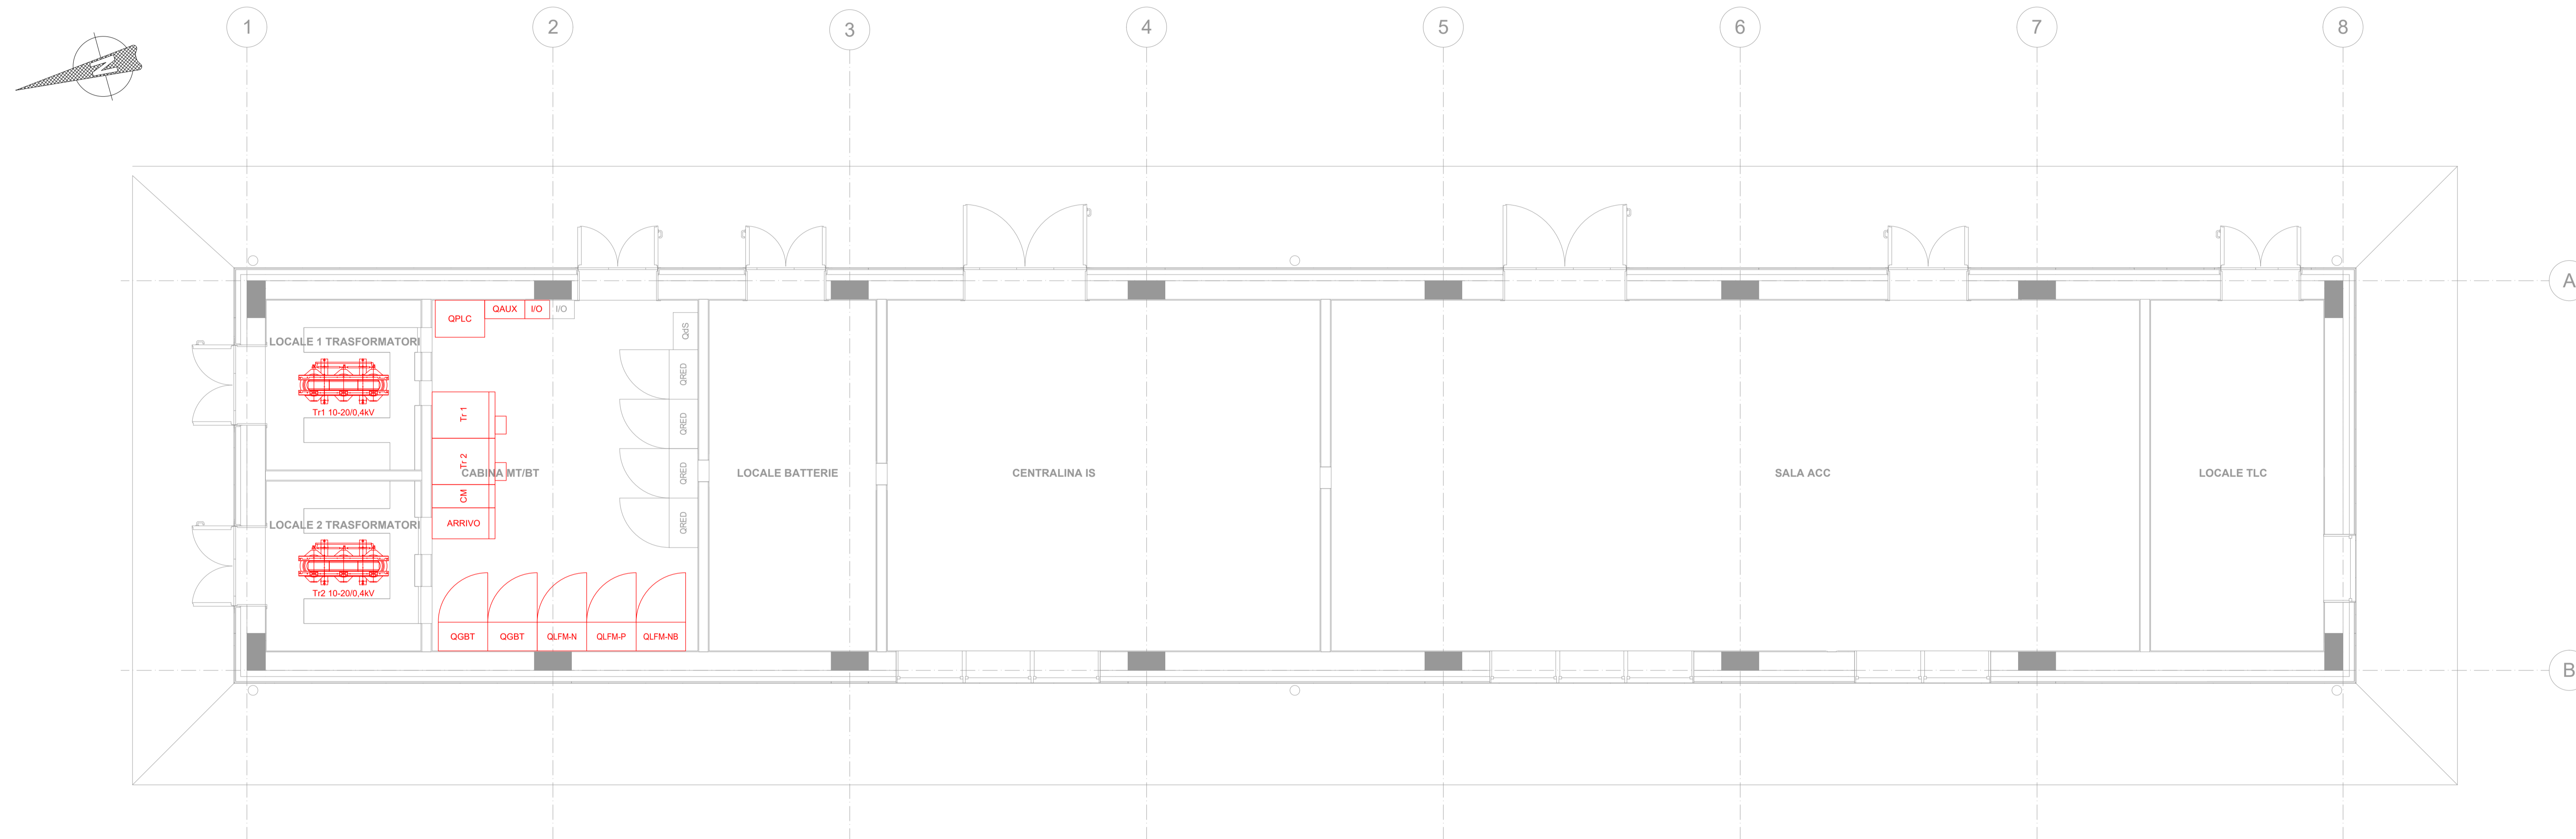 1 2 3 4 5 6 7 8
N
A
QPLC QAUX I/O I/O
QdS
LOCALE 1 TRASFORMATORI
QRED
Tr1 10-20/0,4kV
Tr 1
QRED
Tr 2
CABINA MT/BT
QRED
LOCALE BATTERIE
CENTRALINA IS
SALA ACC
LOCALE TLC
CM
LOCALE 2 TRASFORMATORI
ARRIVO
QRED
Tr2 10-20/0,4kV
QGBT QGBT QLFM-N QLFM-P QLFM-NB
B